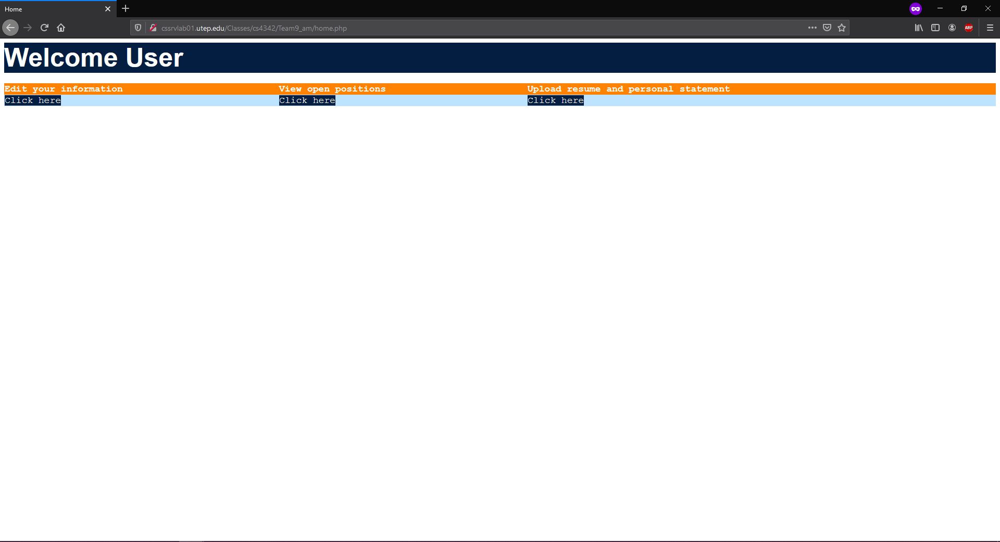 Home
cssrvlab01.utep.edu/Classes/cs4342/Team9_am/home.php
ABP
Welcome User
Edit your information View open positions Upload resume and personal statement
Click here Click here Click here